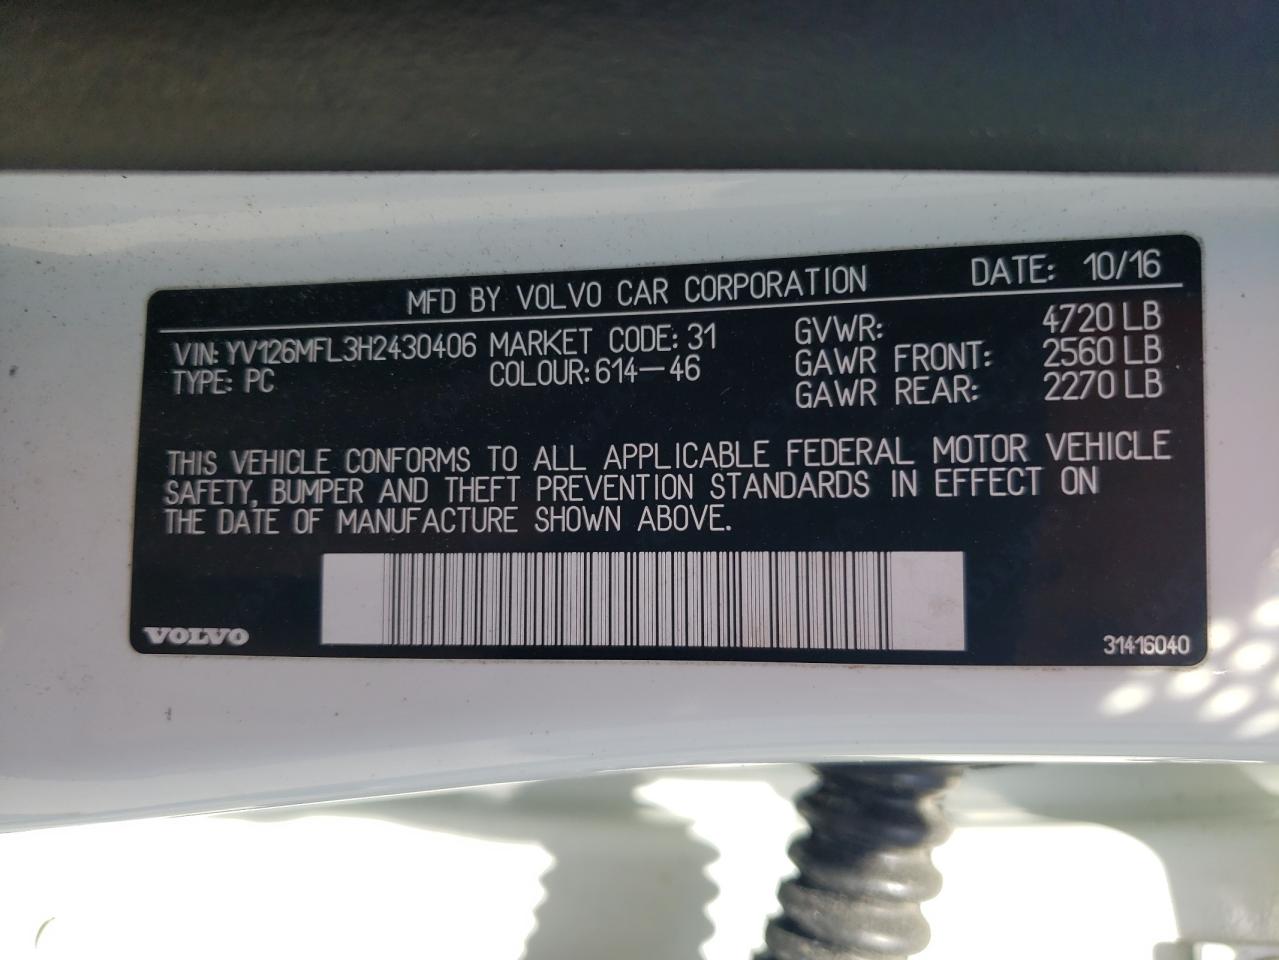 MFD BY VOLVO CAR CORPORATION DATE: 10/16
VIN: YV126MFL3H2430406 MARKET CODE: 31 GVWR: 4720 LB
TYPE: PC COLOUR: 614-46 GAWR FRONT: 2560 LB
GAWR REAR: 2270 LB
THIS VEHICLE CONFORMS TO ALL APPLICABLE FEDERAL MOTOR VEHICLE
SAFETY, BUMPER AND THEFT PREVENTION STANDARDS IN EFFECT ON
THE DATE OF MANUFACTURE SHOWN ABOVE.
VOLVO 31416040